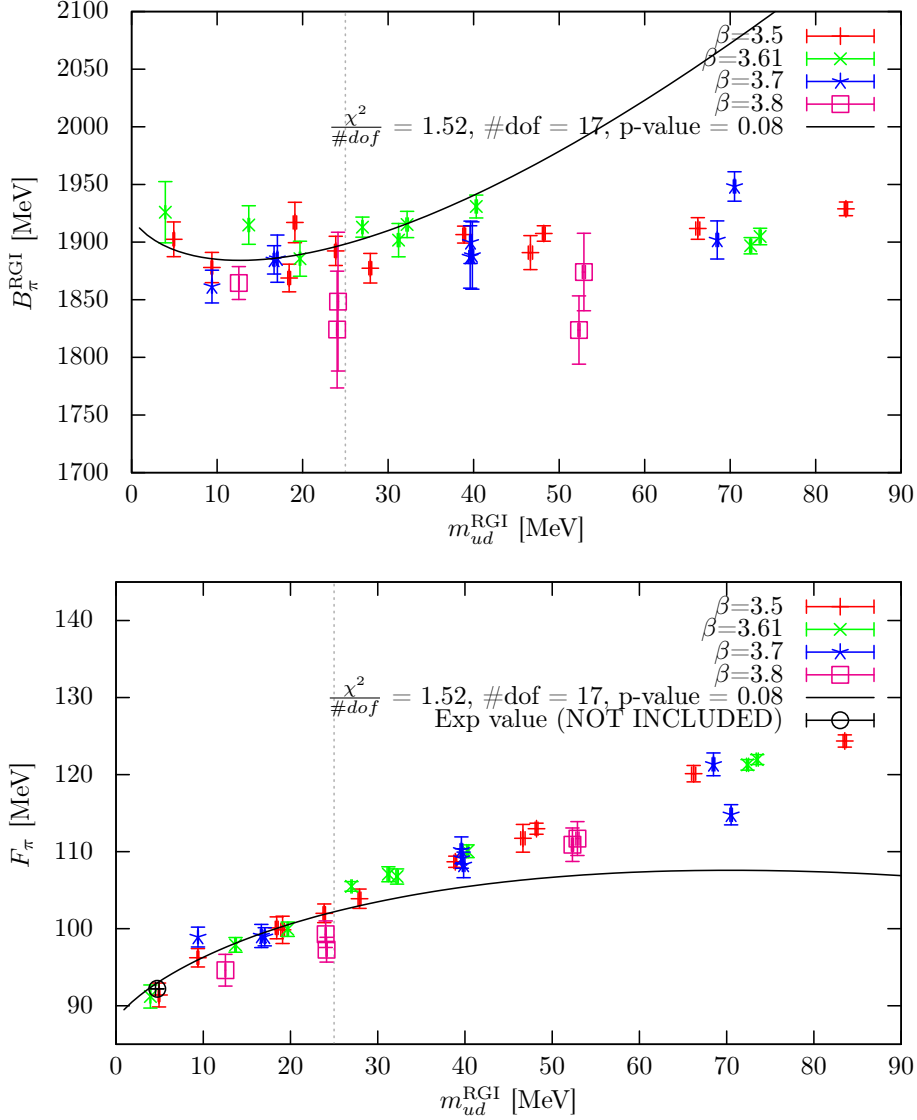 2100
2050
2000
1950
1900
1850
1800
1750
1700
B_π^RGI [MeV]
β=3.5
β=3.61
β=3.7
β=3.8
χ²/#dof = 1.52, #dof = 17, p-value = 0.08
0 10 20 30 40 50 60 70 80 90
m_ud^RGI [MeV]
140
130
120
110
100
90
F_π [MeV]
β=3.5
β=3.61
β=3.7
β=3.8
χ²/#dof = 1.52, #dof = 17, p-value = 0.08
Exp value (NOT INCLUDED)
0 10 20 30 40 50 60 70 80 90
m_ud^RGI [MeV]